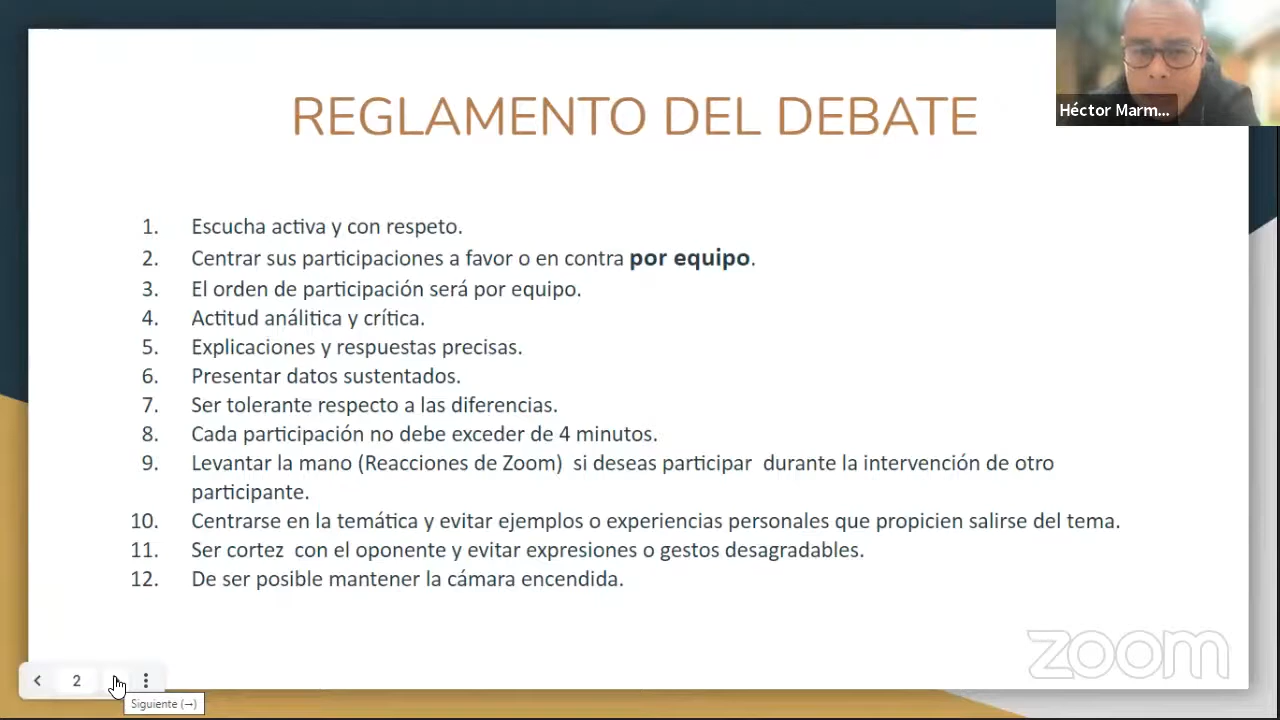 REGLAMENTO DEL DEBATE
Héctor Marm...
1. Escucha activa y con respeto.
2. Centrar sus participaciones a favor o en contra por equipo.
3. El orden de participación será por equipo.
4. Actitud análitica y crítica.
5. Explicaciones y respuestas precisas.
6. Presentar datos sustentados.
7. Ser tolerante respecto a las diferencias.
8. Cada participación no debe exceder de 4 minutos.
9. Levantar la mano (Reacciones de Zoom)  si deseas participar  durante la intervención de otro
participante.
10. Centrarse en la temática y evitar ejemplos o experiencias personales que propicien salirse del tema.
11. Ser cortez  con el oponente y evitar expresiones o gestos desagradables.
12. De ser posible mantener la cámara encendida.
zoom
2
Siguiente (→)